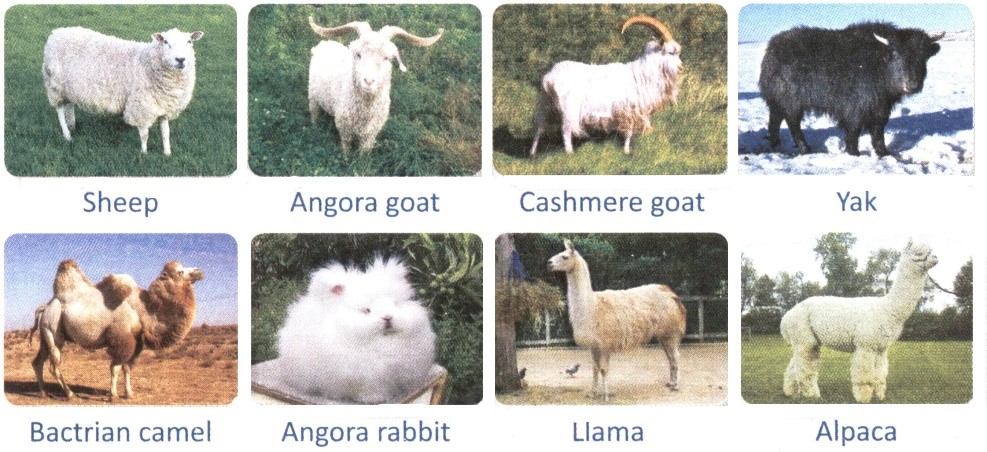 Sheep
Angora goat
Cashmere goat
Yak
Bactrian camel
Angora rabbit
Llama
Alpaca